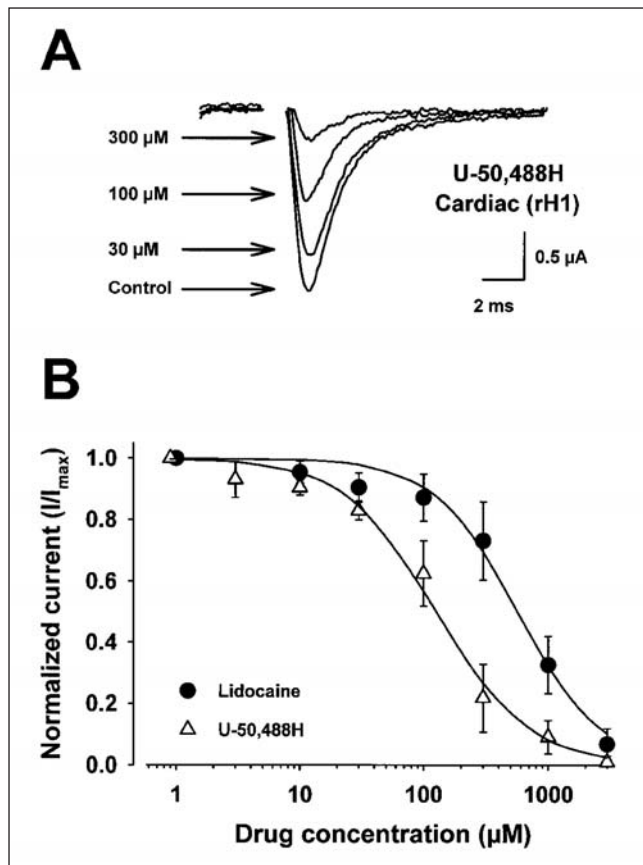 A
300 µM
100 µM
30 µM
Control
U-50,488H
Cardiac (rH1)
0.5 µA
2 ms
B
Normalized current (I/Imax)
1.0
0.8
0.6
0.4
0.2
0.0
Lidocaine
U-50,488H
1
10
100
1000
Drug concentration (µM)